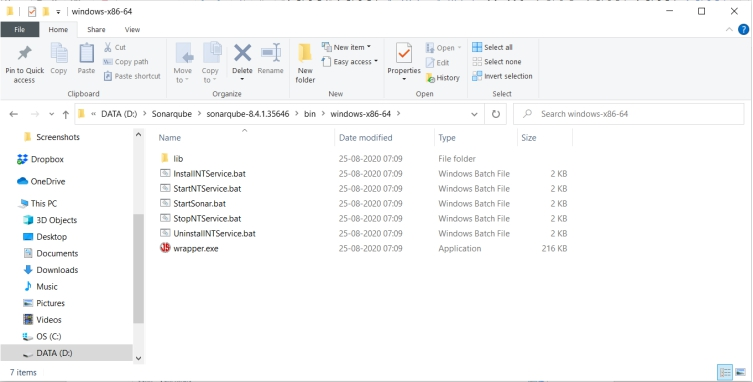 windows-x86-64
File Home Share View
Pin to Quick access
Copy
Paste
Cut
Copy path
Paste shortcut
Clipboard
Move to
Copy to
Delete
Rename
Organize
New folder
New item
Easy access
New
Properties
Open
Edit
History
Open
Select all
Select none
Invert selection
Select
« DATA (D:) > Sonarqube > sonarqube-8.4.1.35646 > bin > windows-x86-64 >
Search windows-x86-64
Screenshots
Dropbox
OneDrive
This PC
3D Objects
Desktop
Documents
Downloads
Music
Pictures
Videos
OS (C:)
DATA (D:)
Name Date modified Type Size
lib 25-08-2020 07:09 File folder
InstallNTService.bat 25-08-2020 07:09 Windows Batch File 2 KB
StartNTService.bat 25-08-2020 07:09 Windows Batch File 2 KB
StartSonar.bat 25-08-2020 07:09 Windows Batch File 2 KB
StopNTService.bat 25-08-2020 07:09 Windows Batch File 2 KB
UninstallNTService.bat 25-08-2020 07:09 Windows Batch File 2 KB
wrapper.exe 25-08-2020 07:09 Application 216 KB
7 items